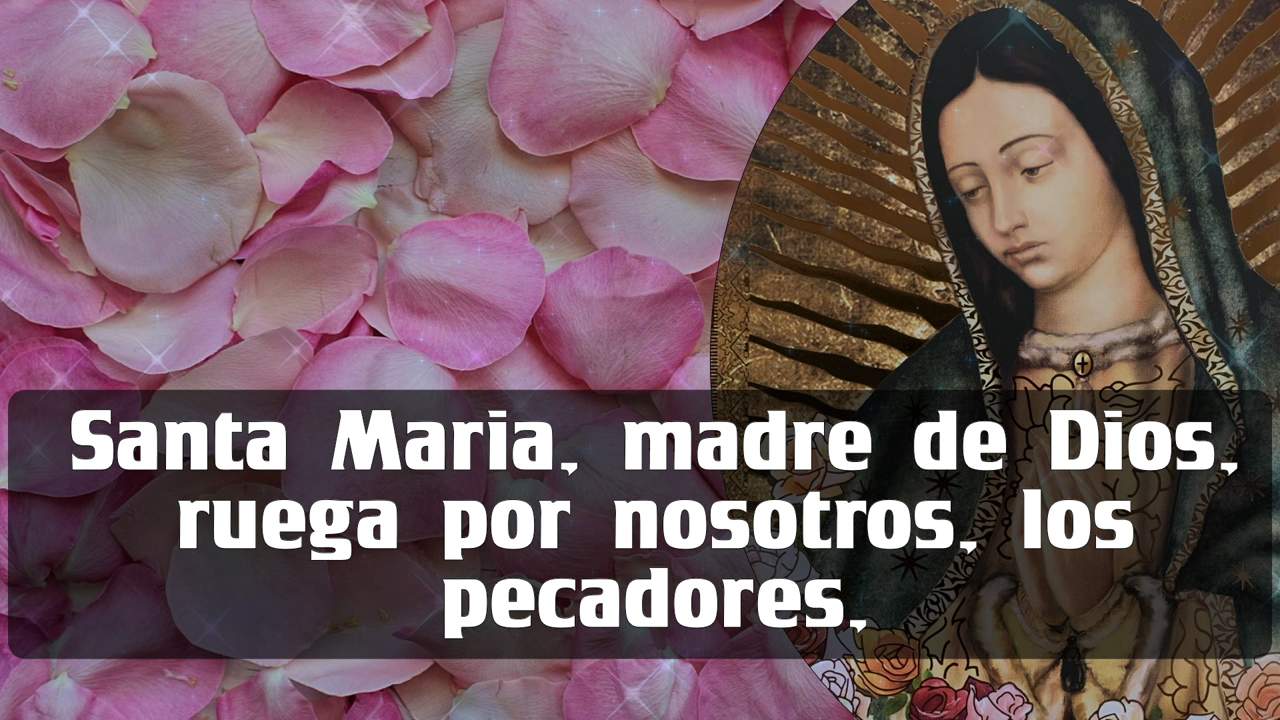 Santa Maria, madre de Dios,
ruega por nosotros, los
pecadores,